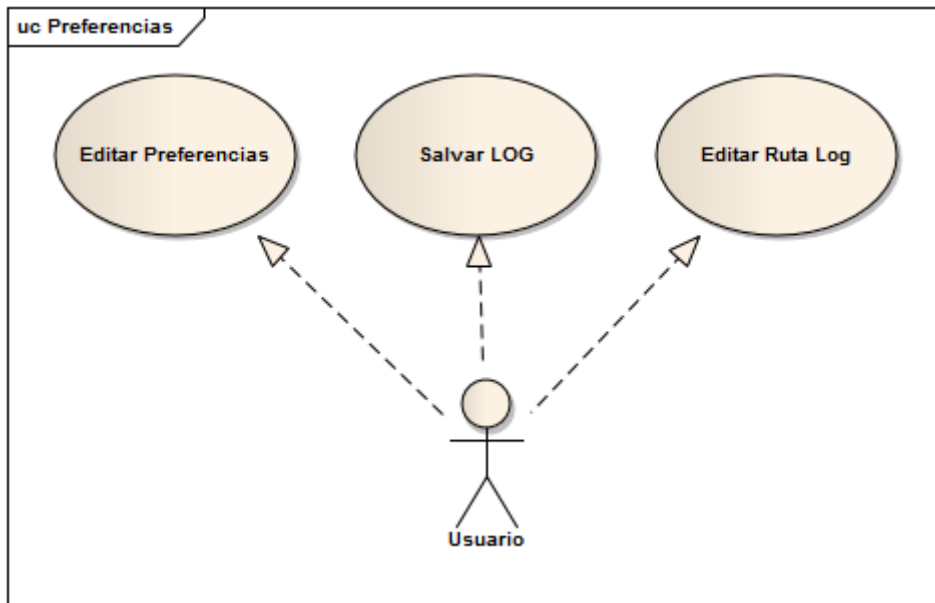 uc Preferencias
Editar Preferencias
Salvar LOG
Editar Ruta Log
Usuario